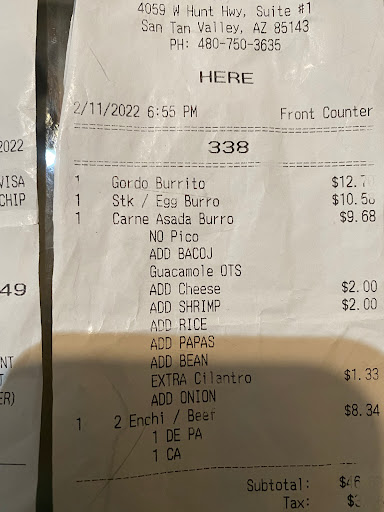 4059 W Hunt Hwy, Suite #1
San Tan Valley, AZ 85143
PH: 480-750-3635
HERE
2/11/2022 6:55 PM Front Counter
338
2022
VISA
CHIP
1 Gordo Burrito
1 Stk / Egg Burro
1 Carne Asada Burro $9.68
NO Pico
ADD BACOJ
Guacamole OTS
49
ADD Cheese $2.00
ADD SHRIMP $2.00
ADD RICE
ADD PAPAS
NT
ADD BEAN
EXTRA Cilantro $1.33
ER)
ADD ONION
1 2 Enchi / Beef $8.34
1 DE PA
1 CA
Subtotal:
Tax: